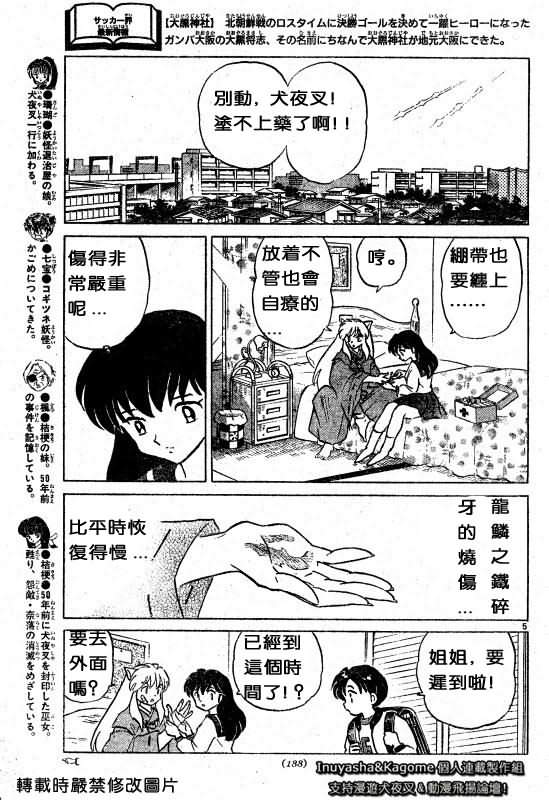 サッカー界
最新情報
【大黒神社】 北朝鮮戦のロスタイムに決勝ゴールを決めて一躍ヒーローになった
ガンバ大阪の大黒将志、その名前にちなんで大黒神社が地元大阪にできた。
●珊瑚●妖怪退治屋の娘。
犬夜叉一行に加わる。
●七宝●コギツネ妖怪。
かごめについてきた。
●楓●桔梗の妹。50年前
の事件を記憶している。
●桔梗●50年前に犬夜叉を封印した巫女。
甦り、怨敵・奈落の消滅をめざしている。
別動，犬夜叉！
塗不上藥了啊！！
繃帶也
要纏上
……
哼。
放着不
管也會
自療的
…
傷得非
常嚴重
呢…
龍鱗之鐵碎
牙的燒傷…
比平時恢
復得慢…
5
姐姐，要
遲到啦！
已經到
這個時
間了！？
要去
外面
嗎？
(188)
轉載時嚴禁修改圖片
Inuyasha&Kagome 個人連載製作組
支持漫遊犬夜叉 & 動漫飛揚論壇！